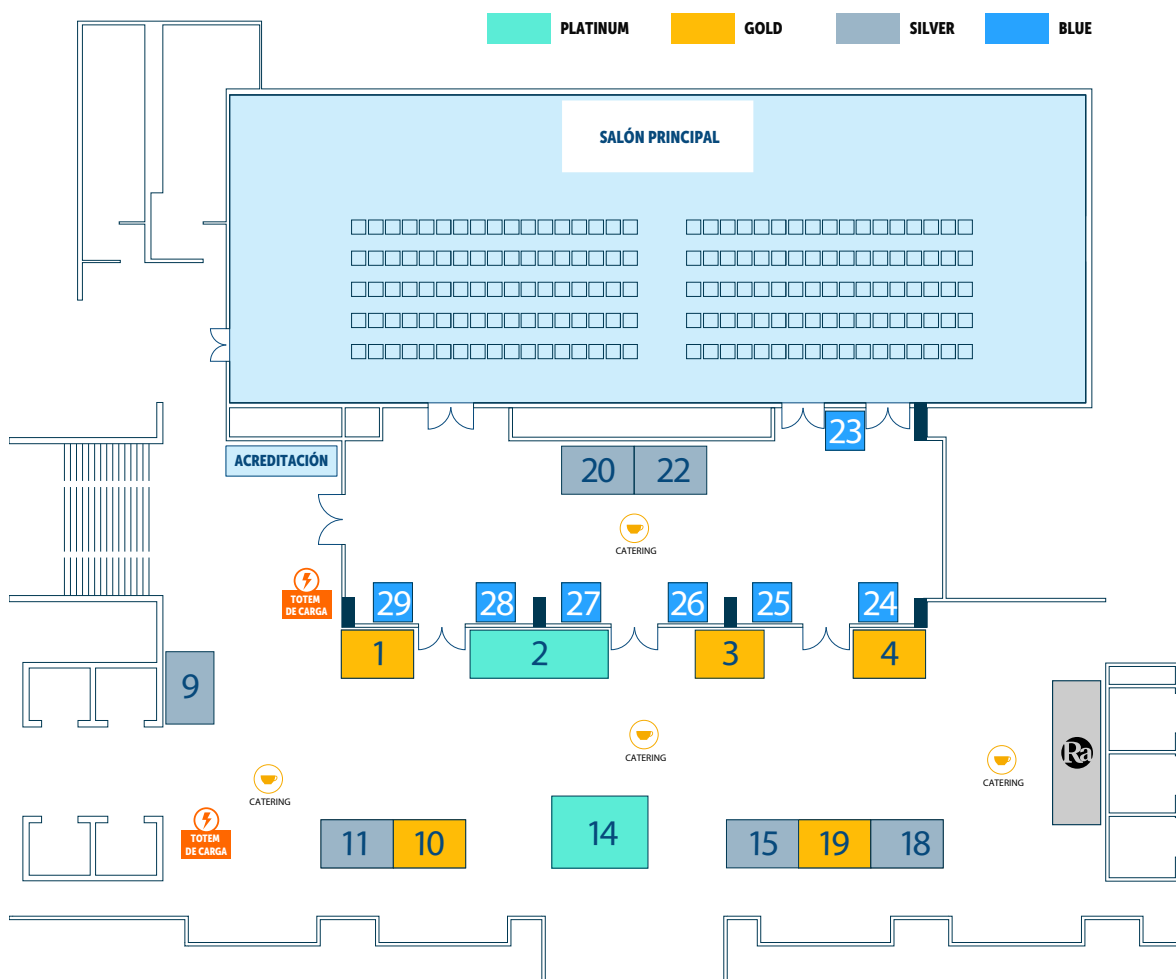 PLATINUM
GOLD
SILVER
BLUE
SALÓN PRINCIPAL
23
ACREDITACIÓN
20
22
CATERING
TOTEM
DE CARGA
29
28
27
26
25
24
1
2
3
4
9
CATERING
CATERING
CATERING
Ra
TOTEM
DE CARGA
11
10
14
15
19
18